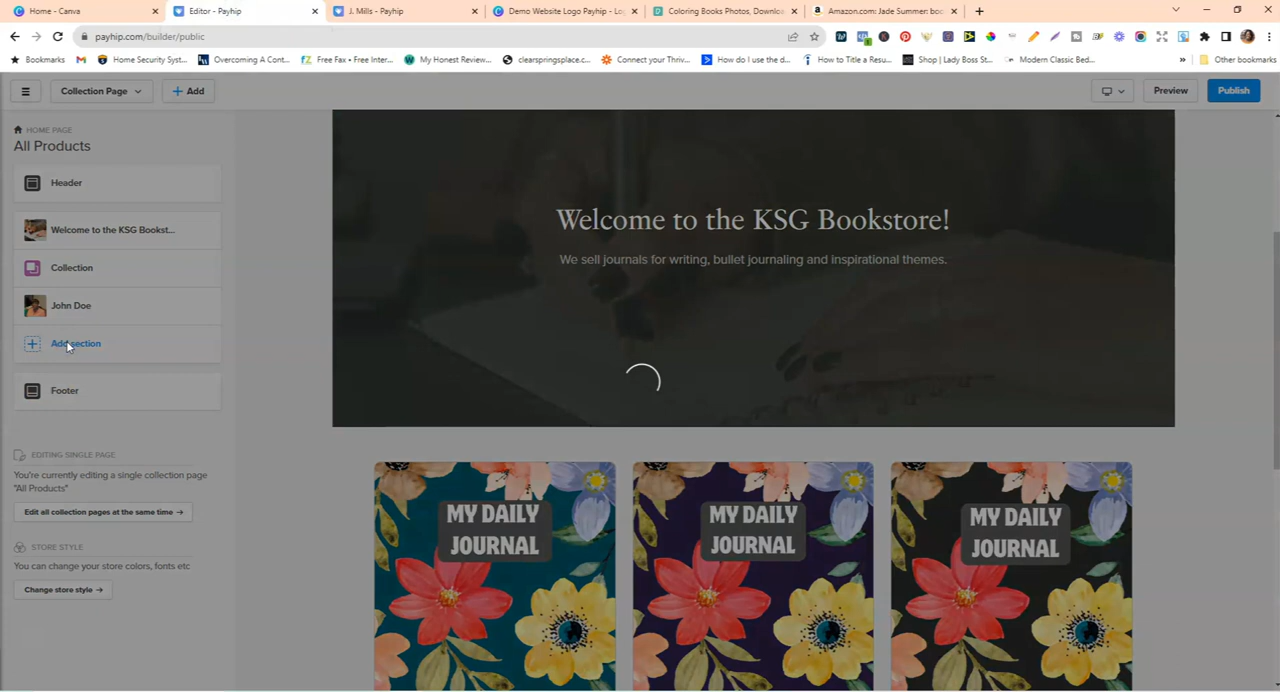 Home - Canva
Editor - Payhip
J. Mills - Payhip
Demo Website Logo Payhip - Log
Coloring Books Photos, Downloa
Amazon.com: Jade Summer: boo
payhip.com/builder/public
Bookmarks
Home Security Syst...
Overcoming A Cont...
Free Fax • Free Inter...
My Honest Review...
clearspringsplace.c...
Connect your Thriv...
How do I use the d...
How to Title a Resu...
Shop | Lady Boss St...
Modern Classic Bed...
Other bookmarks
Collection Page
Add
Preview
Publish
HOME PAGE
All Products
Header
Welcome to the KSG Bookst...
Collection
John Doe
Add section
Footer
EDITING SINGLE PAGE
You're currently editing a single collection page
"All Products"
Edit all collection pages at the same time →
STORE STYLE
You can change your store colors, fonts etc
Change store style →
Welcome to the KSG Bookstore!
We sell journals for writing, bullet journaling and inspirational themes.
MY DAILY
JOURNAL
MY DAILY
JOURNAL
MY DAILY
JOURNAL